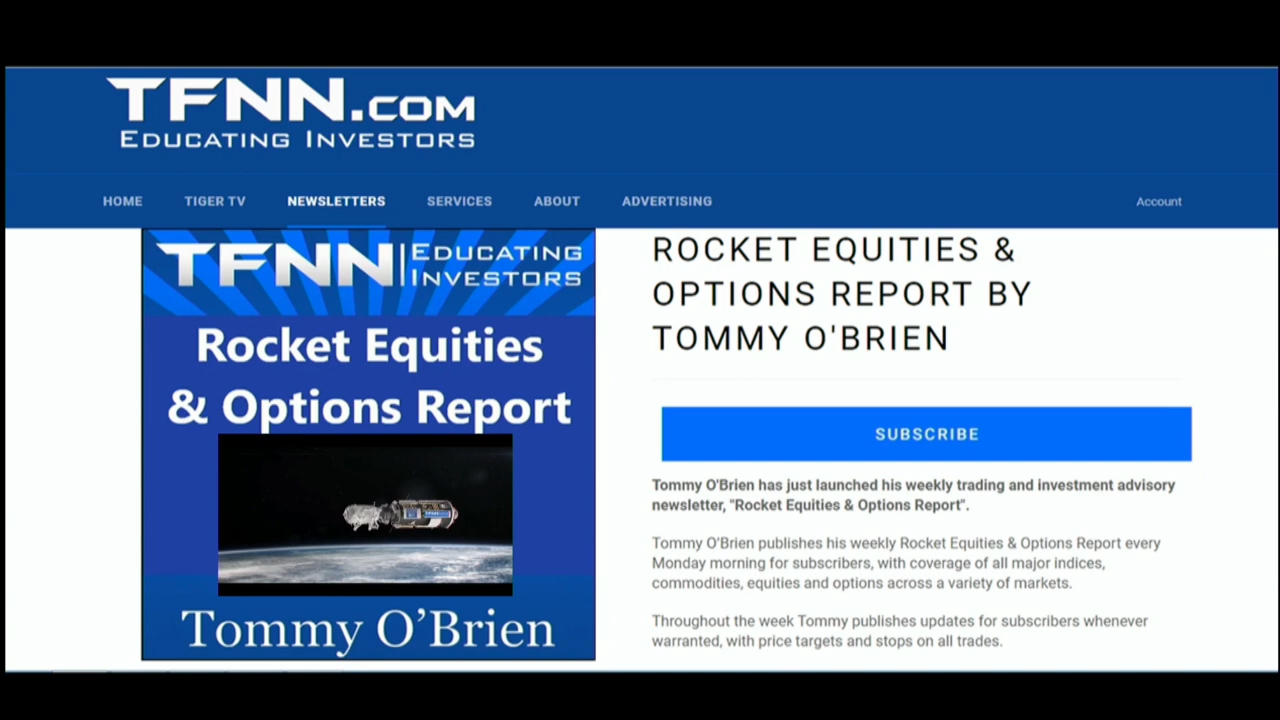 TFNN.COM
EDUCATING INVESTORS
HOME TIGER TV NEWSLETTERS SERVICES ABOUT ADVERTISING Account
TFNN EDUCATING
INVESTORS
Rocket Equities
& Options Report
Tommy O’Brien
ROCKET EQUITIES &
OPTIONS REPORT BY
TOMMY O'BRIEN
SUBSCRIBE
Tommy O'Brien has just launched his weekly trading and investment advisory
newsletter, "Rocket Equities & Options Report".
Tommy O'Brien publishes his weekly Rocket Equities & Options Report every
Monday morning for subscribers, with coverage of all major indices,
commodities, equities and options across a variety of markets.
Throughout the week Tommy publishes updates for subscribers whenever
warranted, with price targets and stops on all trades.